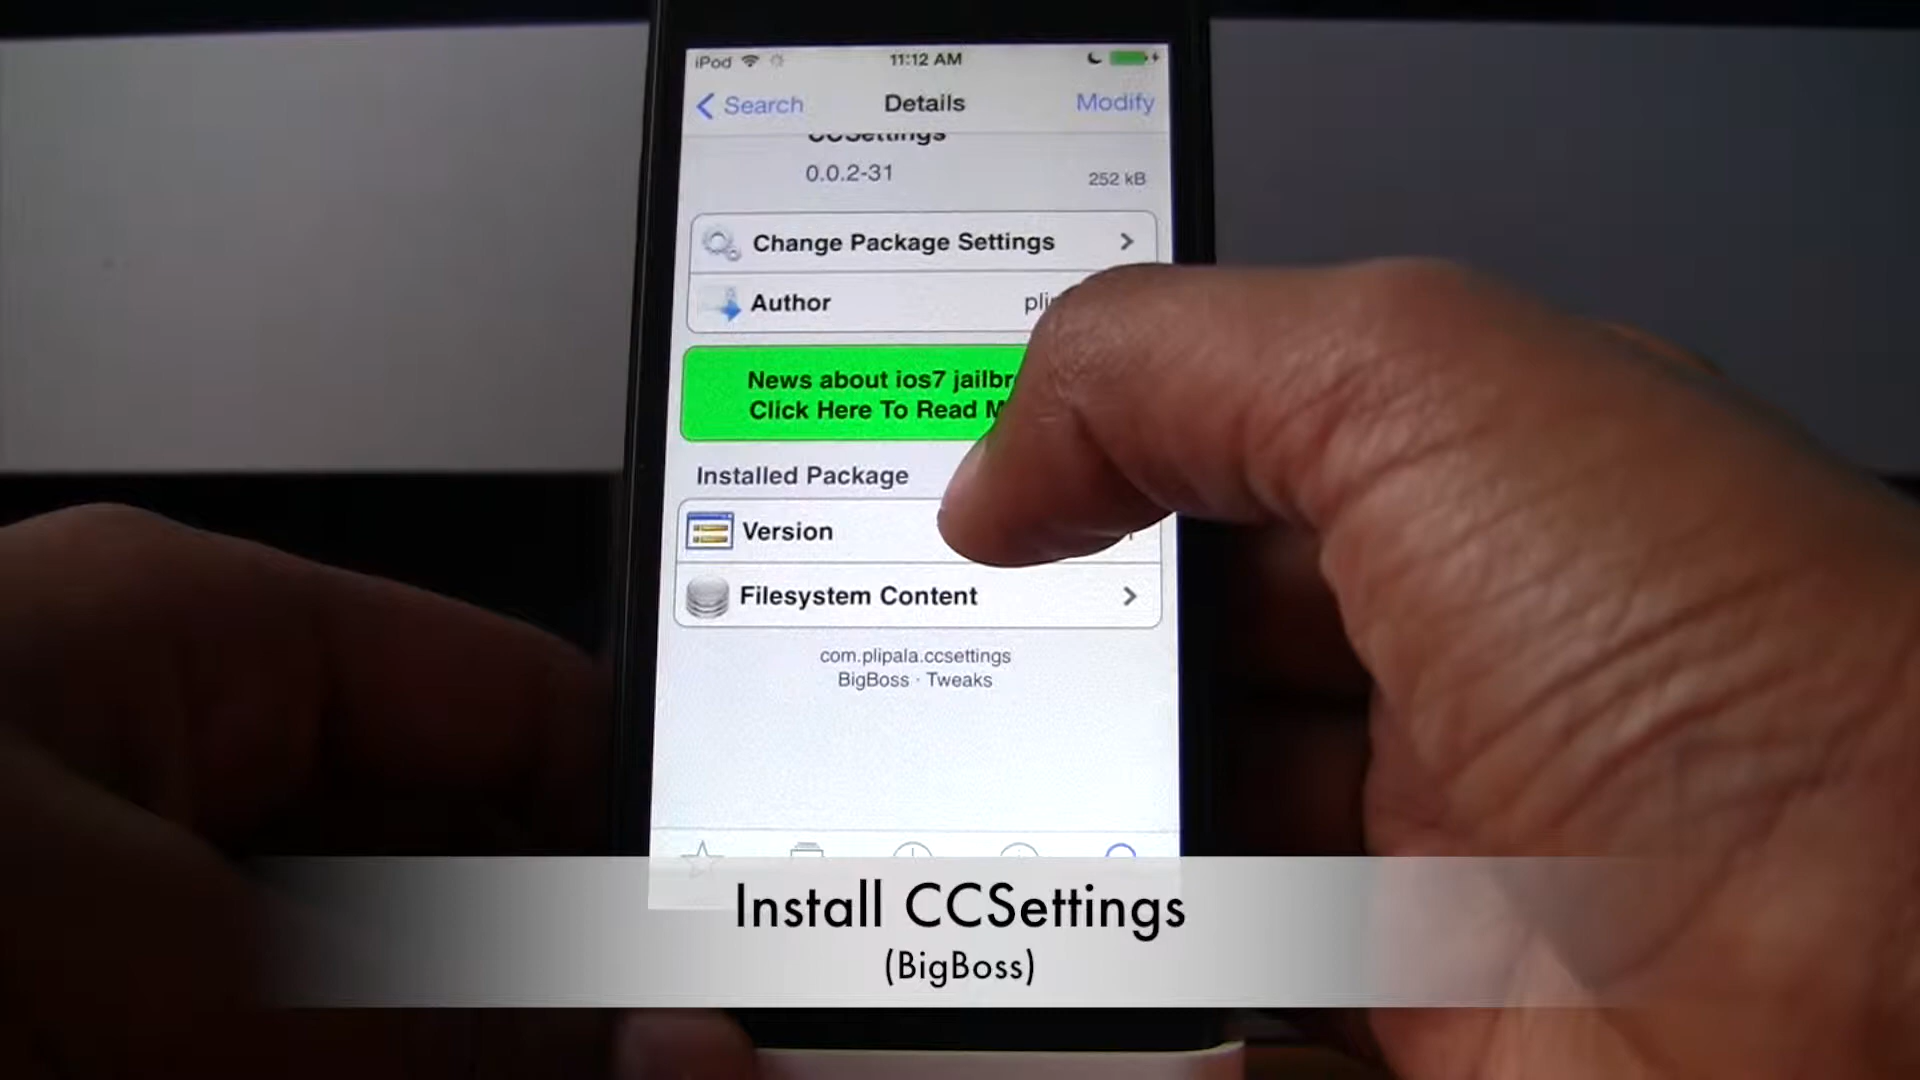 iPod 11:12 AM
Search Details Modify
CCSettings
0.0.2-31 252 kB
Change Package Settings
Author
News about ios7
Click Here To Read
Installed Package
Version
Filesystem Content
com.plipala.ccsettings
BigBoss · Tweaks
Install CCSettings
(BigBoss)